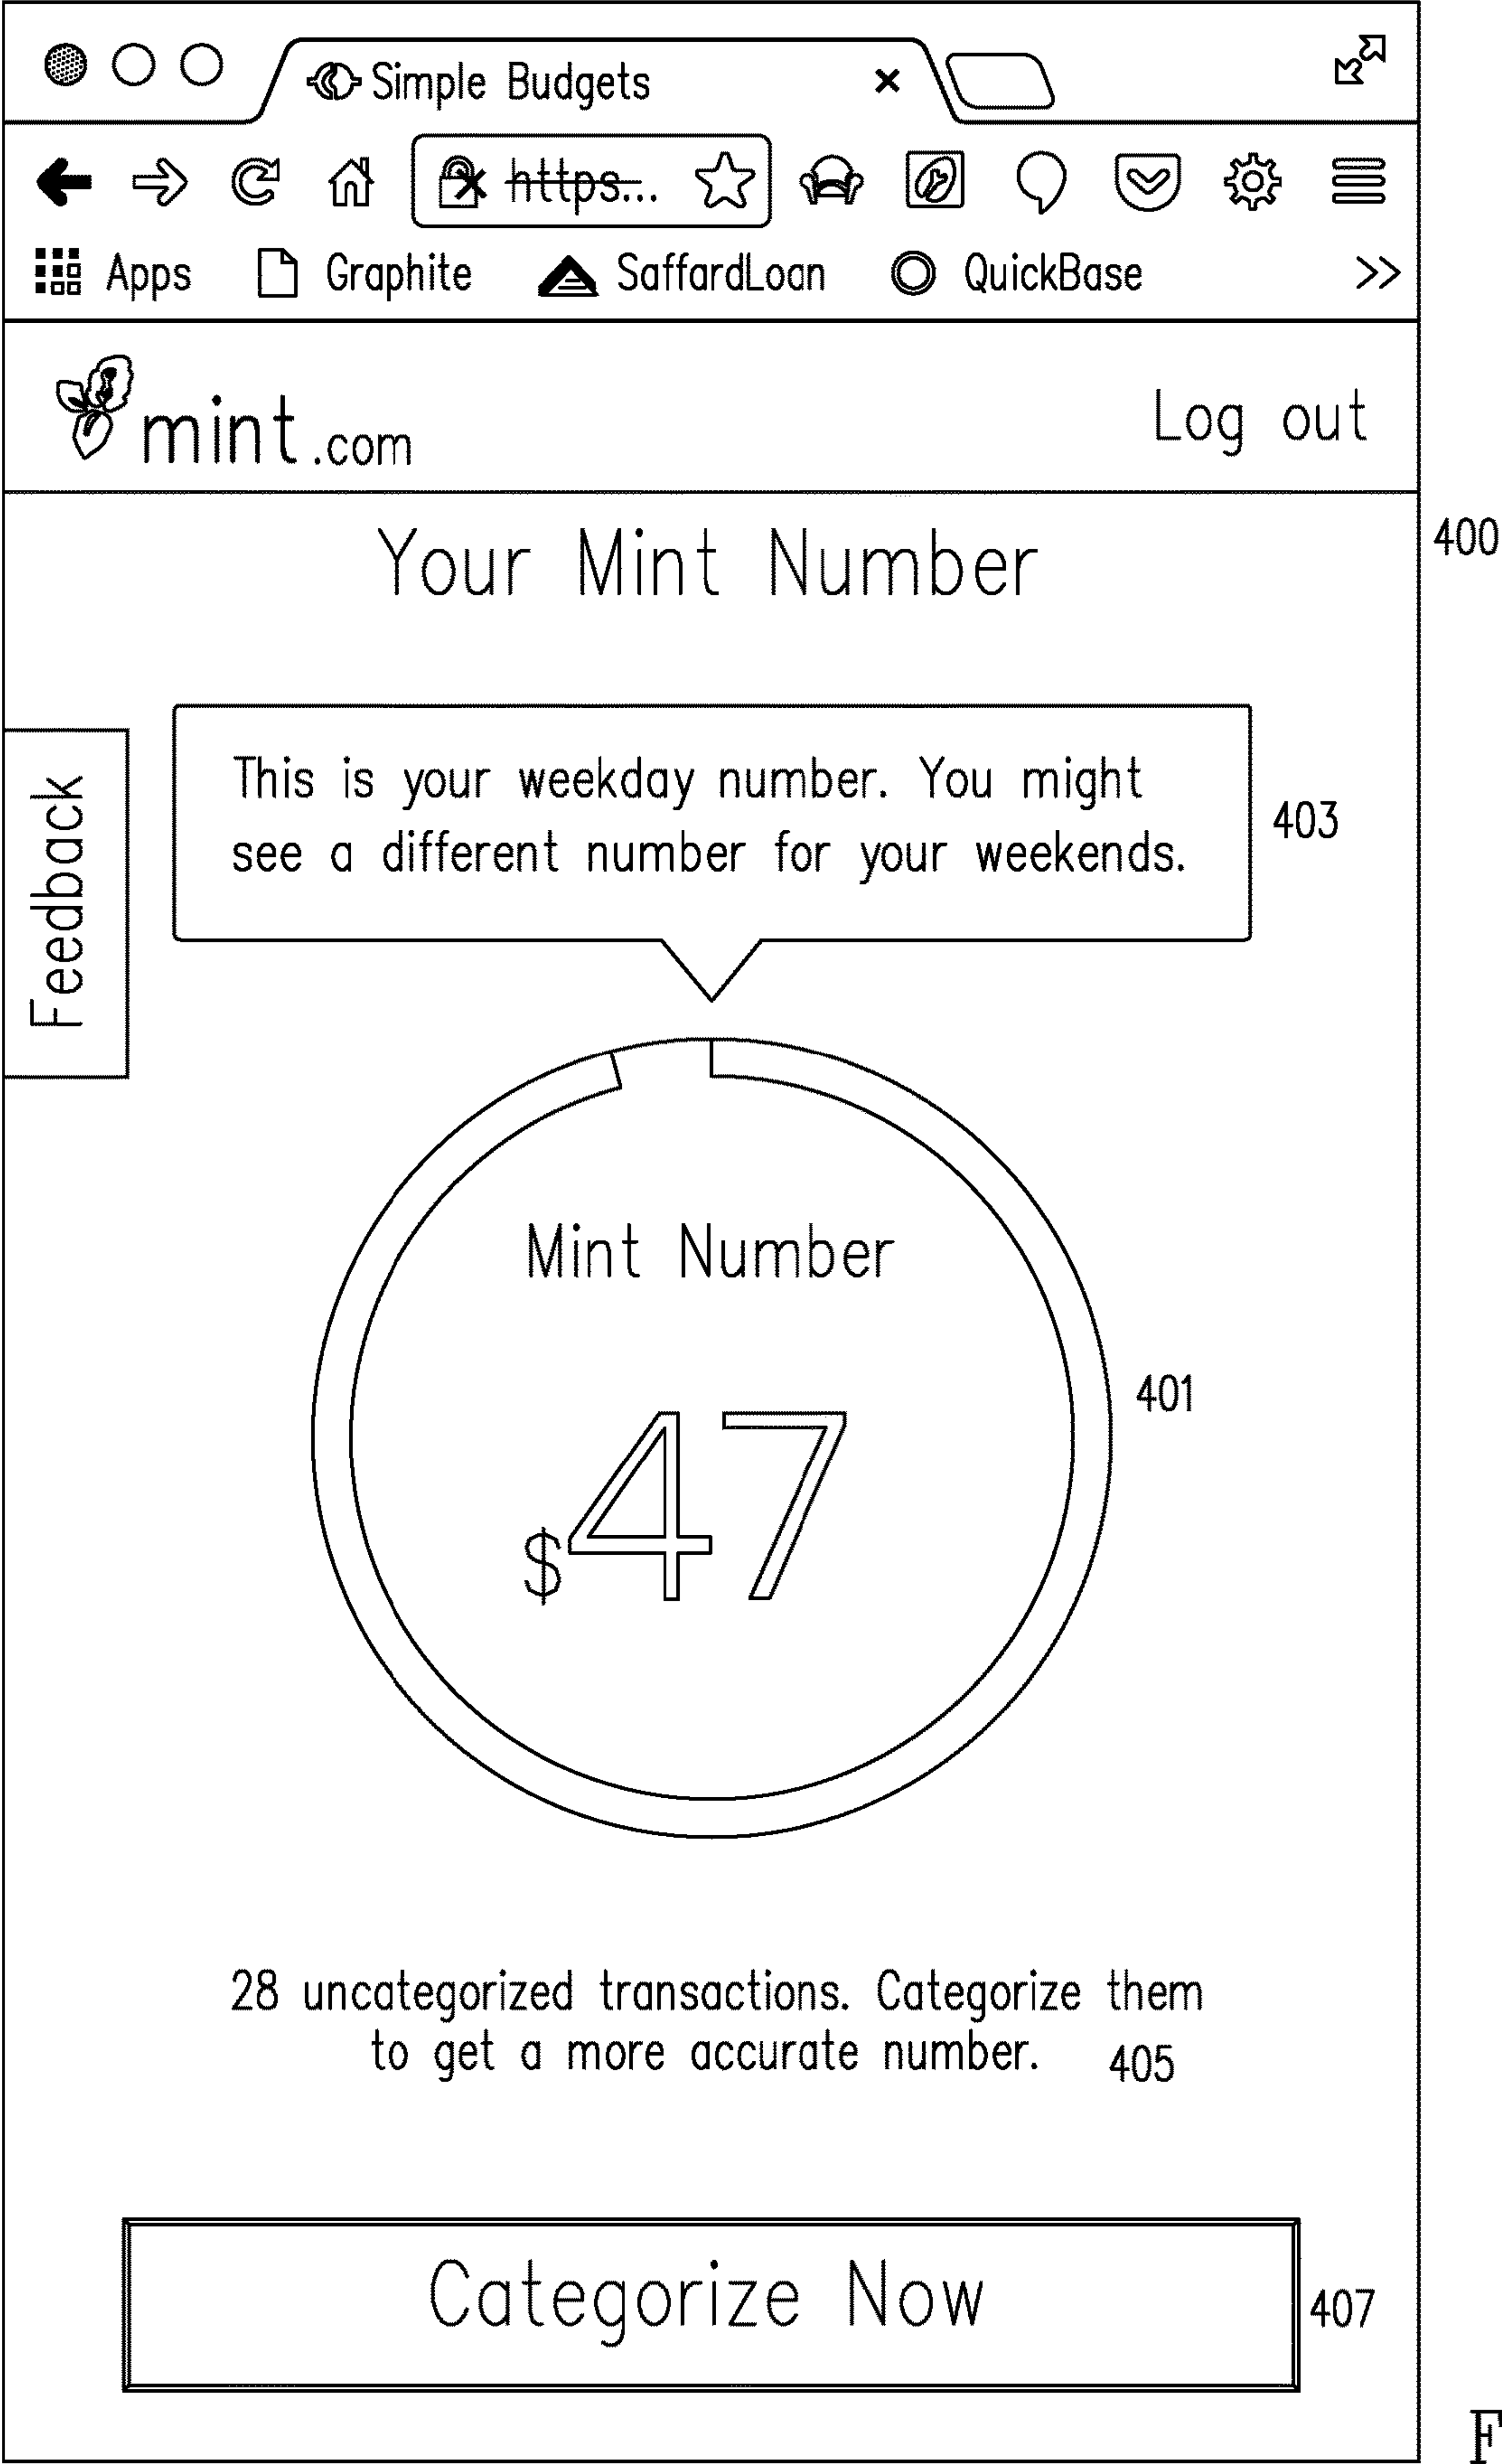 Simple Budgets
https...
Apps Graphite SaffardLoan QuickBase >>
mint.com Log out
400
Your Mint Number
Feedback
This is your weekday number. You might
see a different number for your weekends.
403
Mint Number
401
$47
28 uncategorized transactions. Categorize them
to get a more accurate number. 405
Categorize Now
407
F